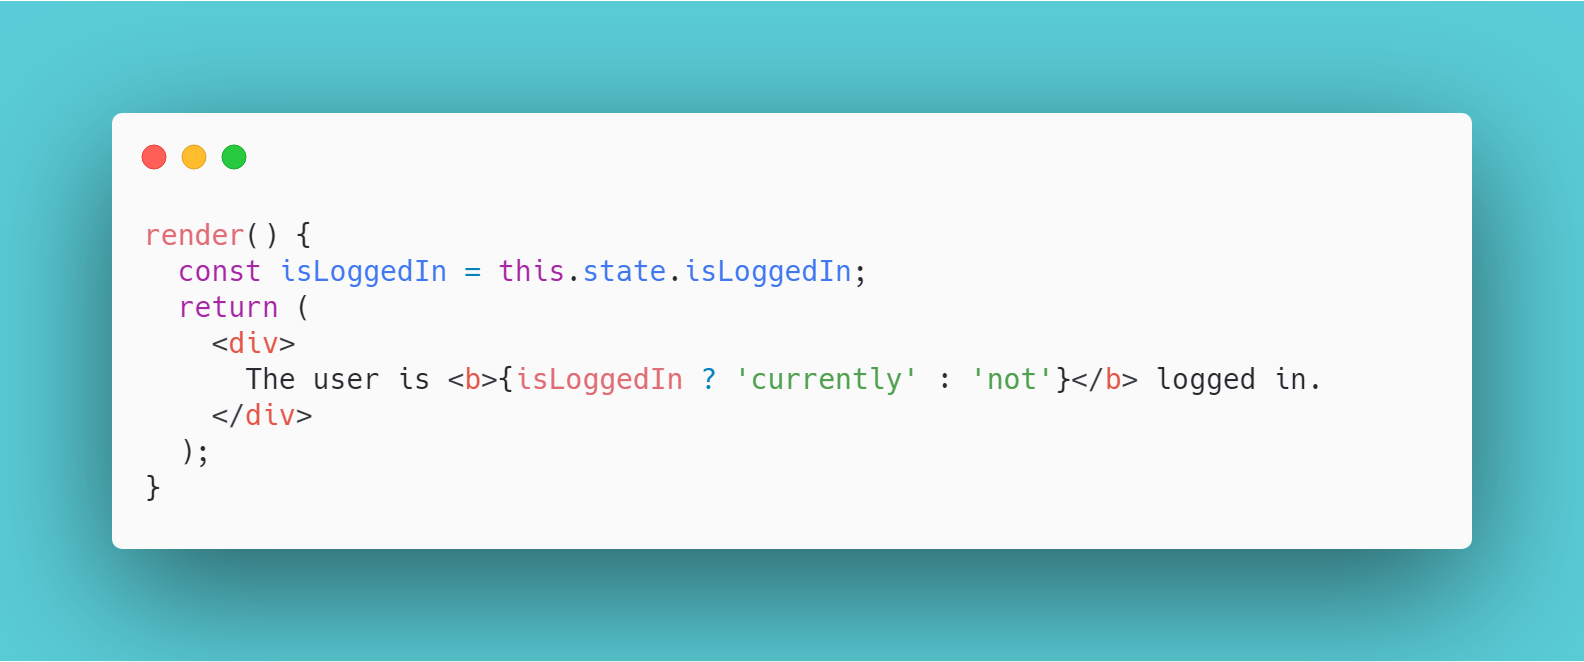 render() {
  const isLoggedIn = this.state.isLoggedIn;
  return (
    <div>
      The user is <b>{isLoggedIn ? 'currently' : 'not'}</b> logged in.
    </div>
  );
}